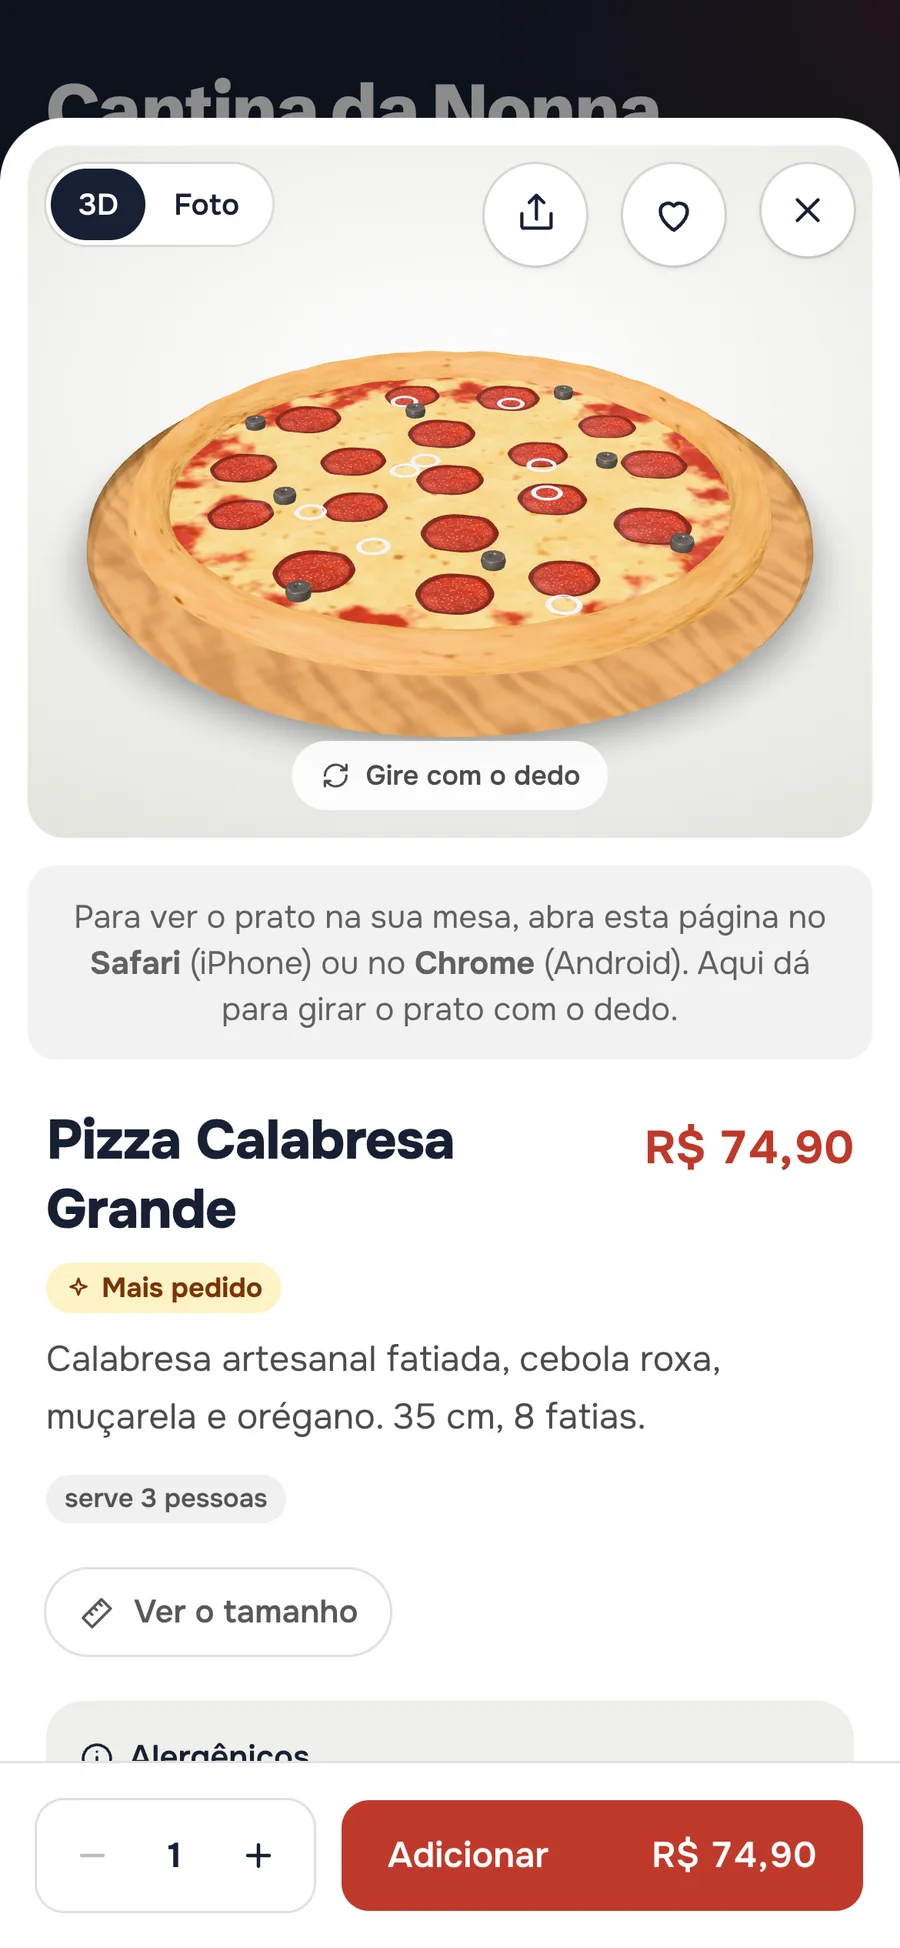 Cantina da Nonna
3D Foto
Gire com o dedo
Para ver o prato na sua mesa, abra esta página no
Safari (iPhone) ou no Chrome (Android). Aqui dá
para girar o prato com o dedo.
Pizza Calabresa
Grande
R$ 74,90
Mais pedido
Calabresa artesanal fatiada, cebola roxa,
muçarela e orégano. 35 cm, 8 fatias.
serve 3 pessoas
Ver o tamanho
Alergênicos
1
Adicionar R$ 74,90